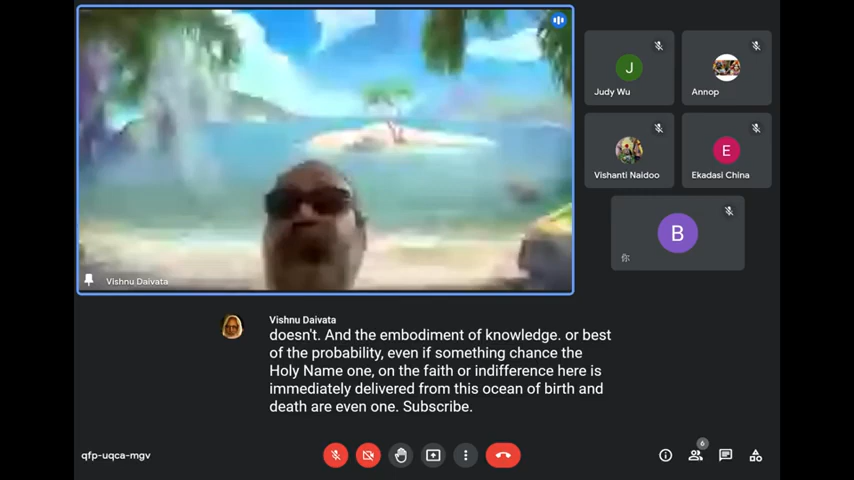 Vishnu Daivata
J
Judy Wu
Annop
Vishanti Naidoo
E
Ekadasi China
B
你
Vishnu Daivata
doesn't. And the embodiment of knowledge. or best
of the probability, even if something chance the
Holy Name one, on the faith or indifference here is
immediately delivered from this ocean of birth and
death are even one. Subscribe.
qfp-uqca-mgv
6